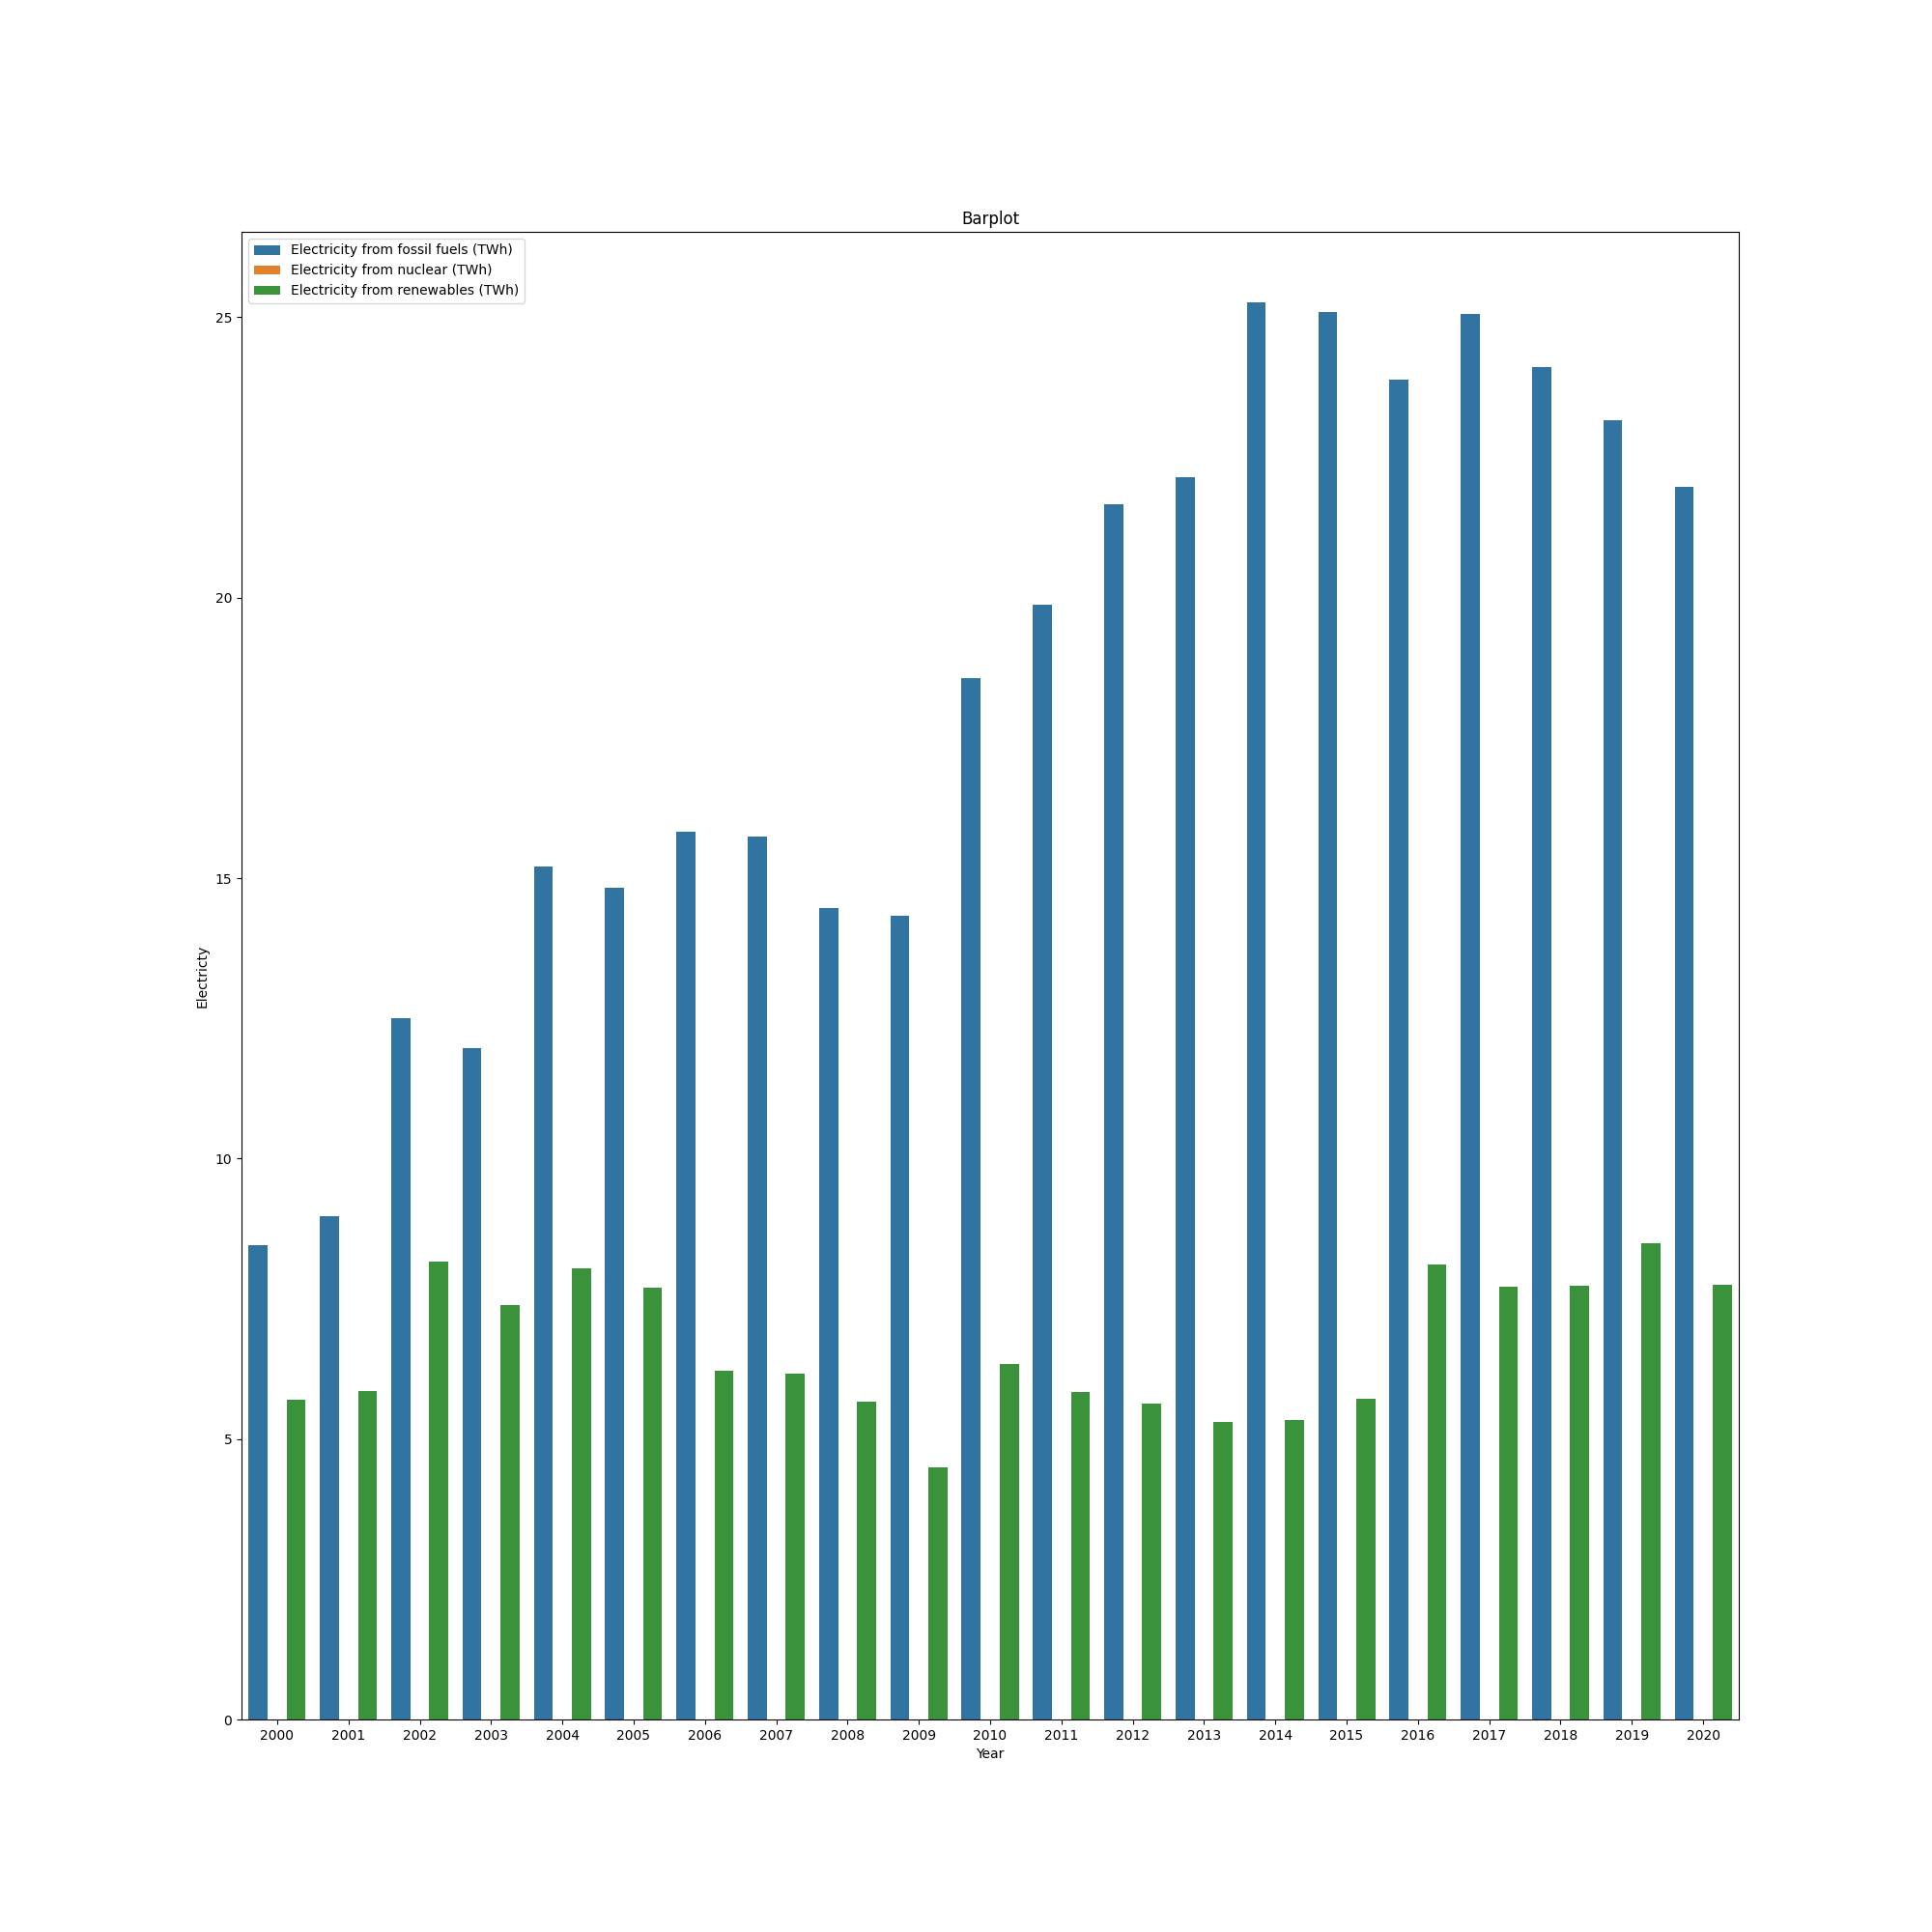 Barplot
Electricity from fossil fuels (TWh)
Electricity from nuclear (TWh)
Electricity from renewables (TWh)
25
20
15
10
5
0
Electricty
2000 2001 2002 2003 2004 2005 2006 2007 2008 2009 2010 2011 2012 2013 2014 2015 2016 2017 2018 2019 2020
Year